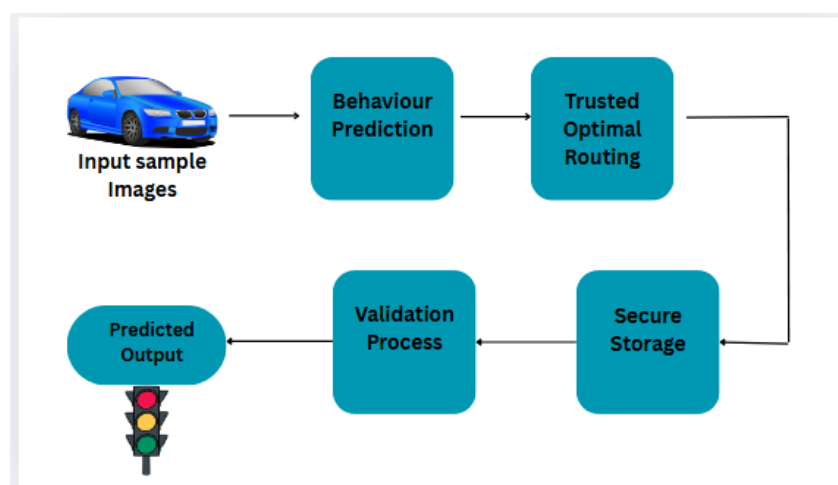 Input sample
Images
Behaviour
Prediction
Trusted
Optimal
Routing
Secure
Storage
Validation
Process
Predicted
Output